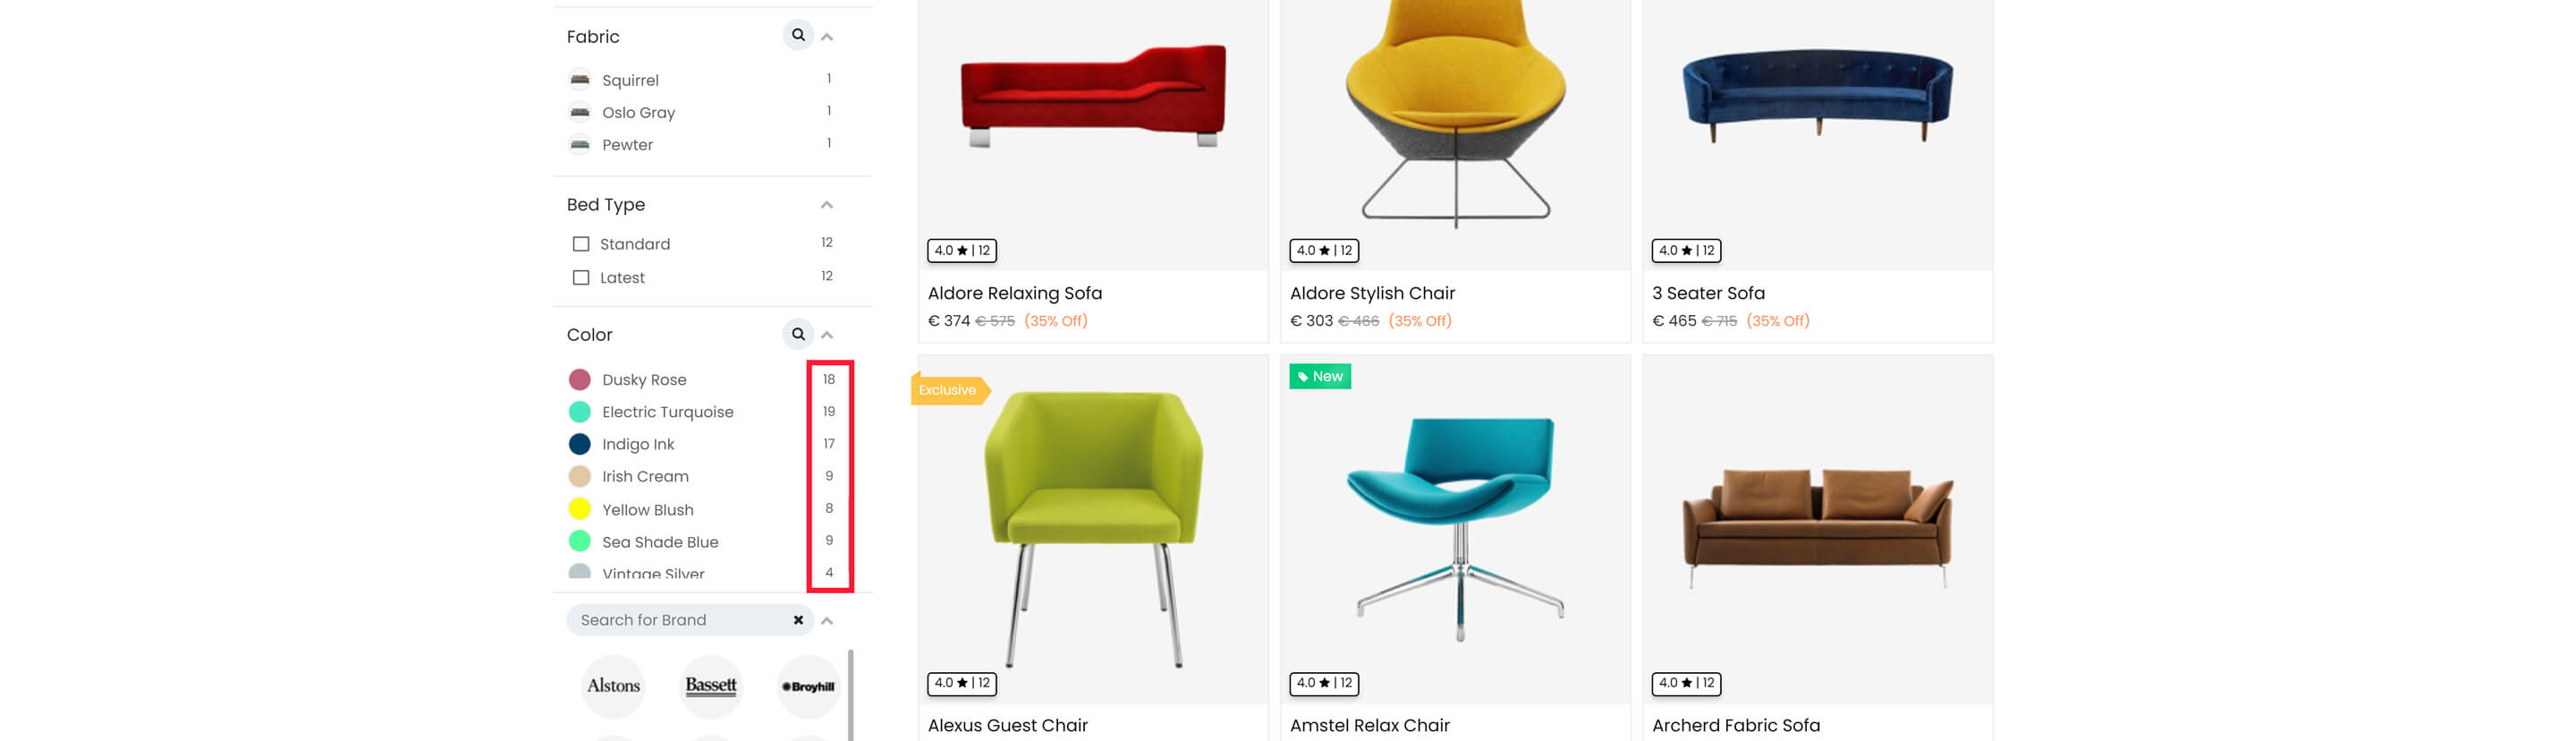 Fabric
Squirrel 1
Oslo Gray 1
Pewter 1
Bed Type
Standard 12
Latest 12
Color
Dusky Rose 18
Electric Turquoise 19
Indigo Ink 17
Irish Cream 9
Yellow Blush 8
Sea Shade Blue 9
Vintage Silver 4
Search for Brand
Alstons Bassett Broyhill
4.0 ★ | 12
Aldore Relaxing Sofa
€ 374 € 575 (35% Off)
4.0 ★ | 12
Aldore Stylish Chair
€ 303 € 466 (35% Off)
4.0 ★ | 12
3 Seater Sofa
€ 465 € 715 (35% Off)
Exclusive
4.0 ★ | 12
Alexus Guest Chair
New
4.0 ★ | 12
Amstel Relax Chair
4.0 ★ | 12
Archerd Fabric Sofa